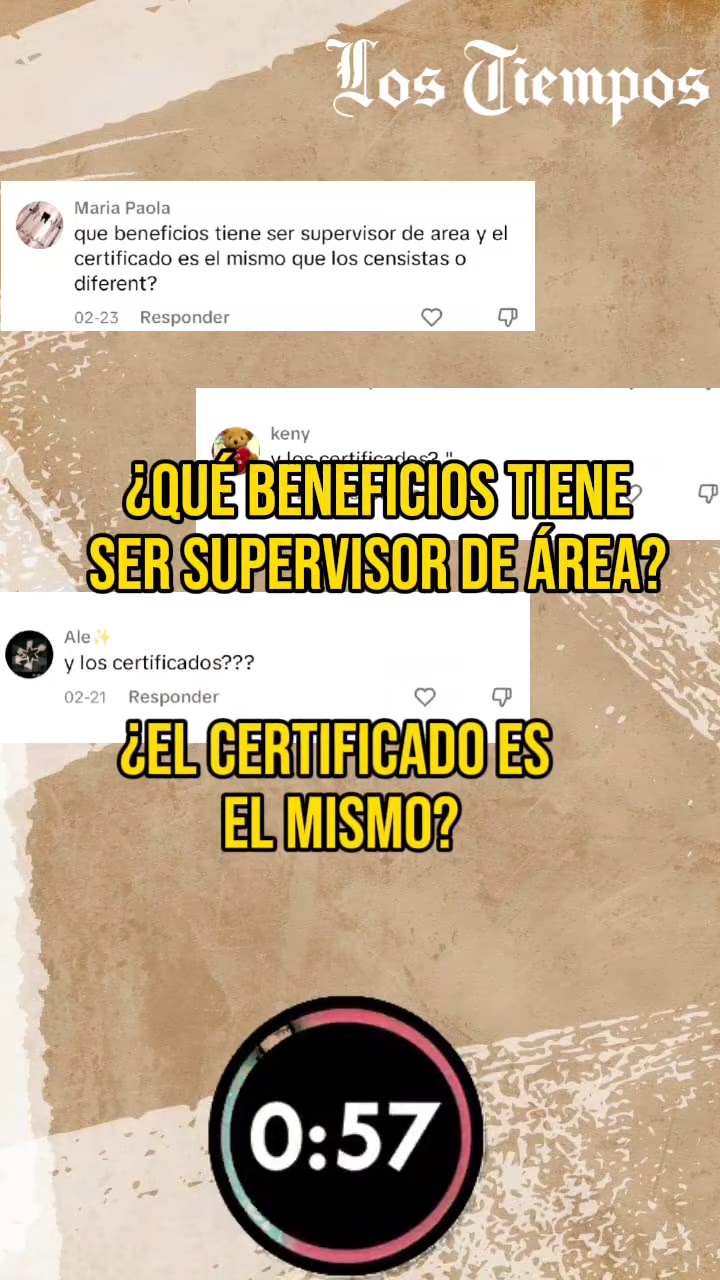 Los Tiempos
Maria Paola
que beneficios tiene ser supervisor de area y el
certificado es el mismo que los censistas o
diferent?
02-23 Responder
keny
y los certificados?
¿QUÉ BENEFICIOS TIENE
SER SUPERVISOR DE ÁREA?
Ale✨
y los certificados???
02-21 Responder
¿EL CERTIFICADO ES
EL MISMO?
0:57